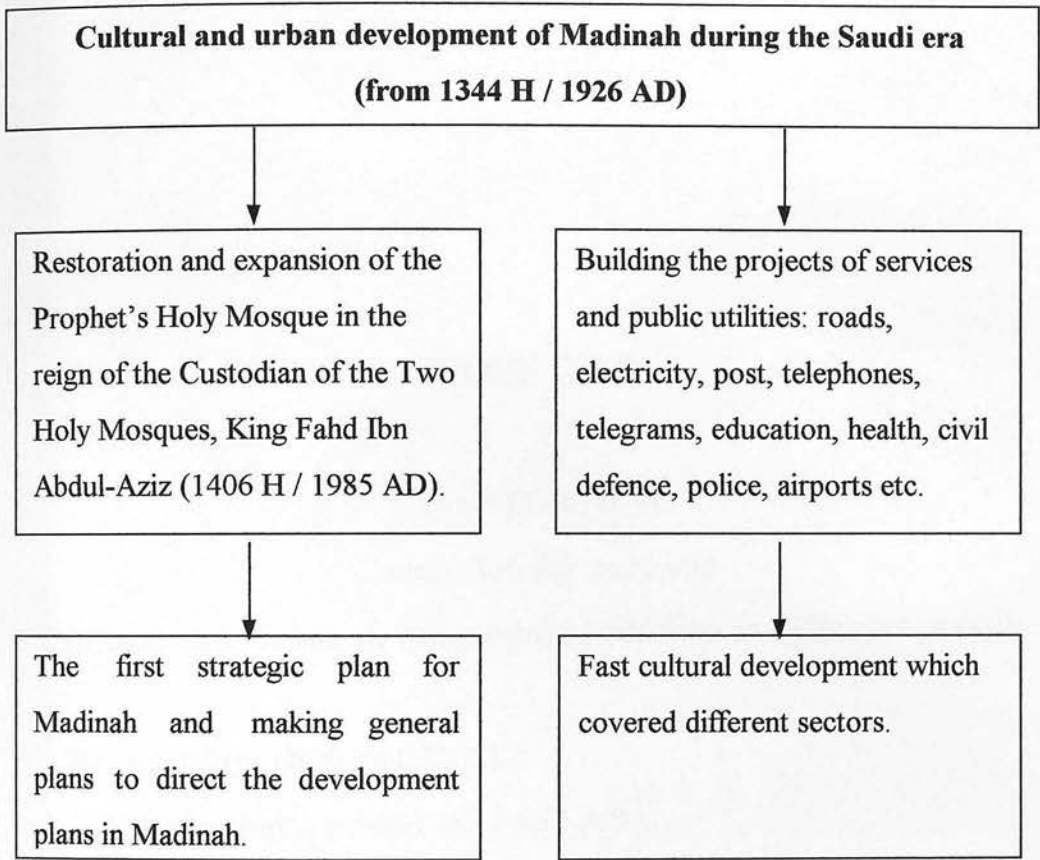 Cultural and urban development of Madinah during the Saudi era
(from 1344 H / 1926 AD)
Restoration and expansion of the
Prophet's Holy Mosque in the
reign of the Custodian of the Two
Holy Mosques, King Fahd Ibn
Abdul-Aziz (1406 H / 1985 AD).
Building the projects of services
and public utilities: roads,
electricity, post, telephones,
telegrams, education, health, civil
defence, police, airports etc.
The first strategic plan for
Madinah and making general
plans to direct the development
plans in Madinah.
Fast cultural development which
covered different sectors.